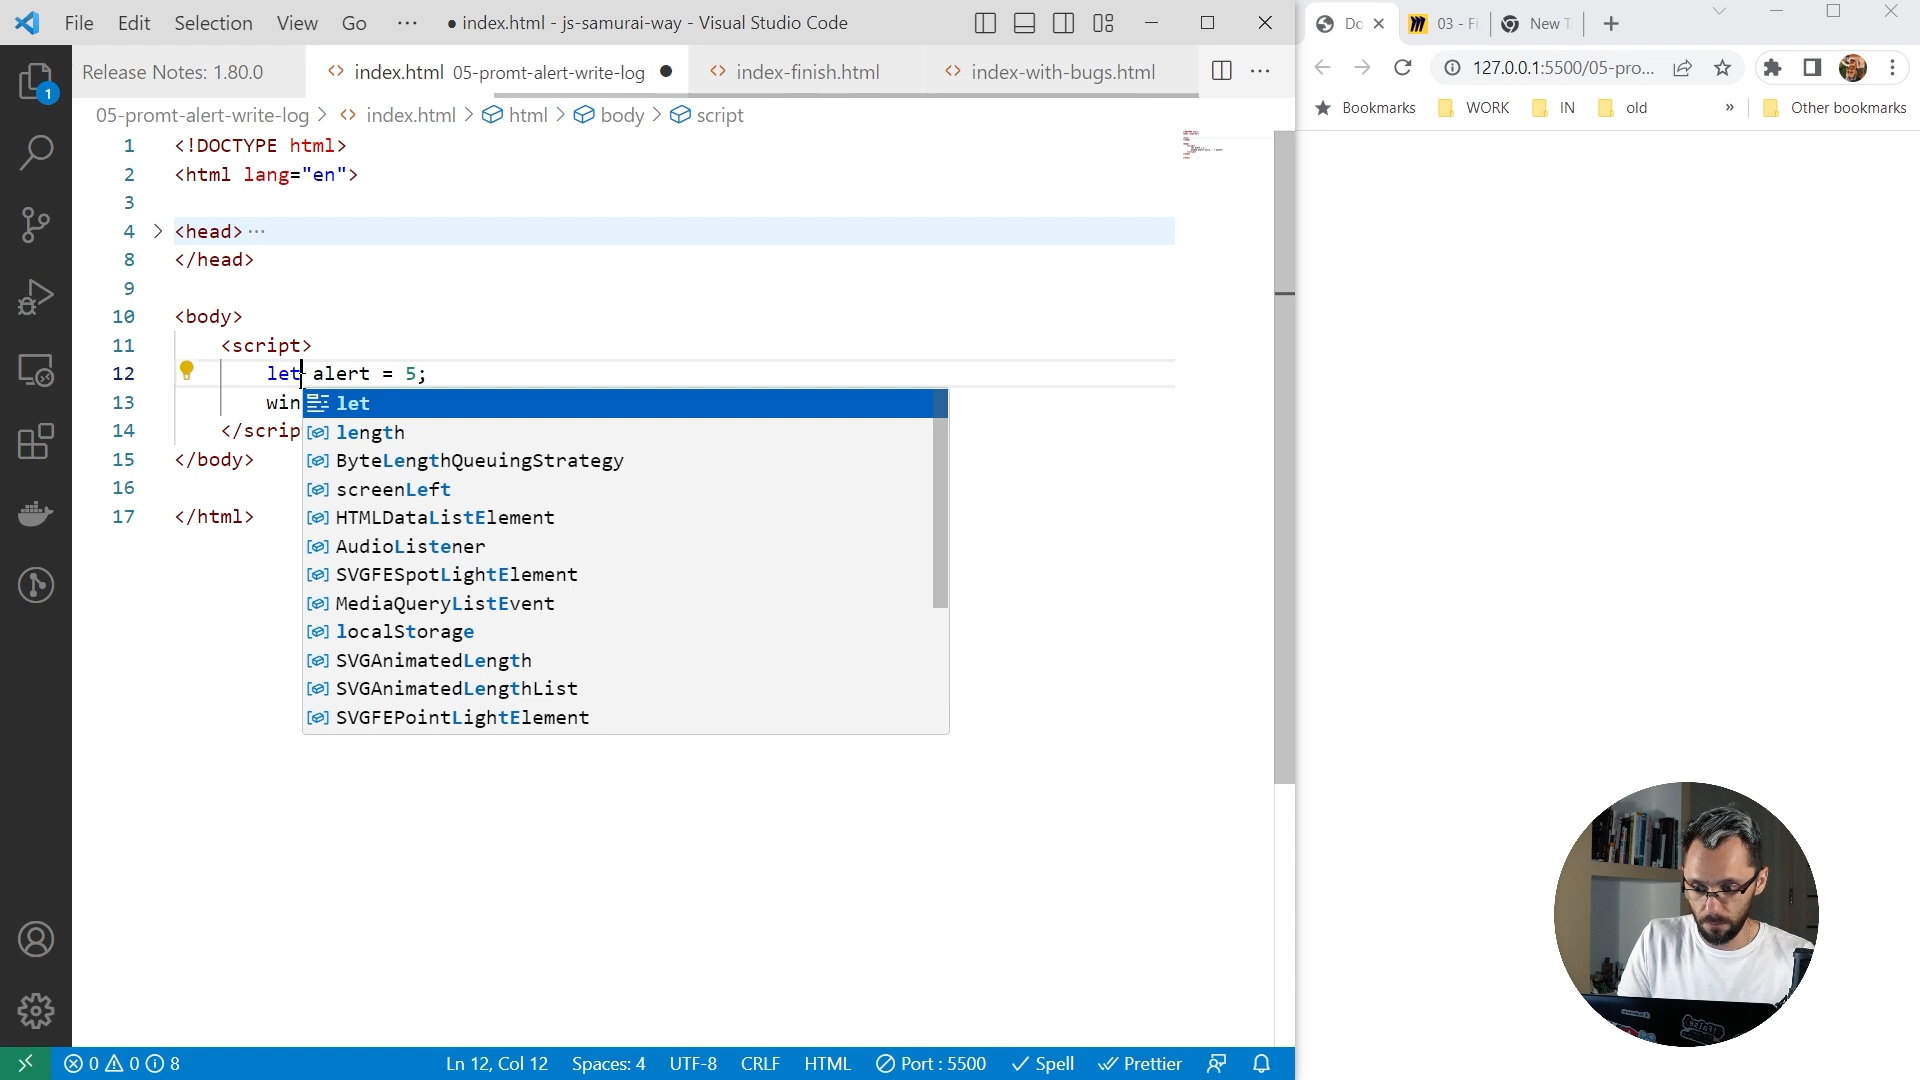 File Edit Selection View Go ··· ● index.html - js-samurai-way - Visual Studio Code
Release Notes: 1.80.0 <> index.html 05-promt-alert-write-log ● <> index-finish.html <> index-with-bugs.html ···
05-promt-alert-write-log > <> index.html > html > body > script
1 <!DOCTYPE html>
2 <html lang="en">
3
4 > <head>···
8 </head>
9
10 <body>
11 <script>
12 let alert = 5;
13 win
14 </scrip
15 </body>
16
17 </html>
let
length
ByteLengthQueuingStrategy
screenLeft
HTMLDataListElement
AudioListener
SVGFESpotLightElement
MediaQueryListEvent
localStorage
SVGAnimatedLength
SVGAnimatedLengthList
SVGFEPointLightElement
1
0 0 8 Ln 12, Col 12 Spaces: 4 UTF-8 CRLF HTML Port : 5500 Spell Prettier
Do 03 - Fi New T
127.0.0.1:5500/05-pro...
Bookmarks WORK IN old » Other bookmarks